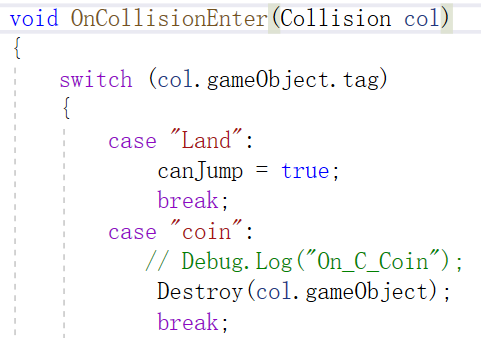 void OnCollisionEnter(Collision col)
{
switch (col.gameObject.tag)
{
case "Land":
canJump = true;
break;
case "coin":
// Debug.Log("On_C_Coin");
Destroy(col.gameObject);
break;